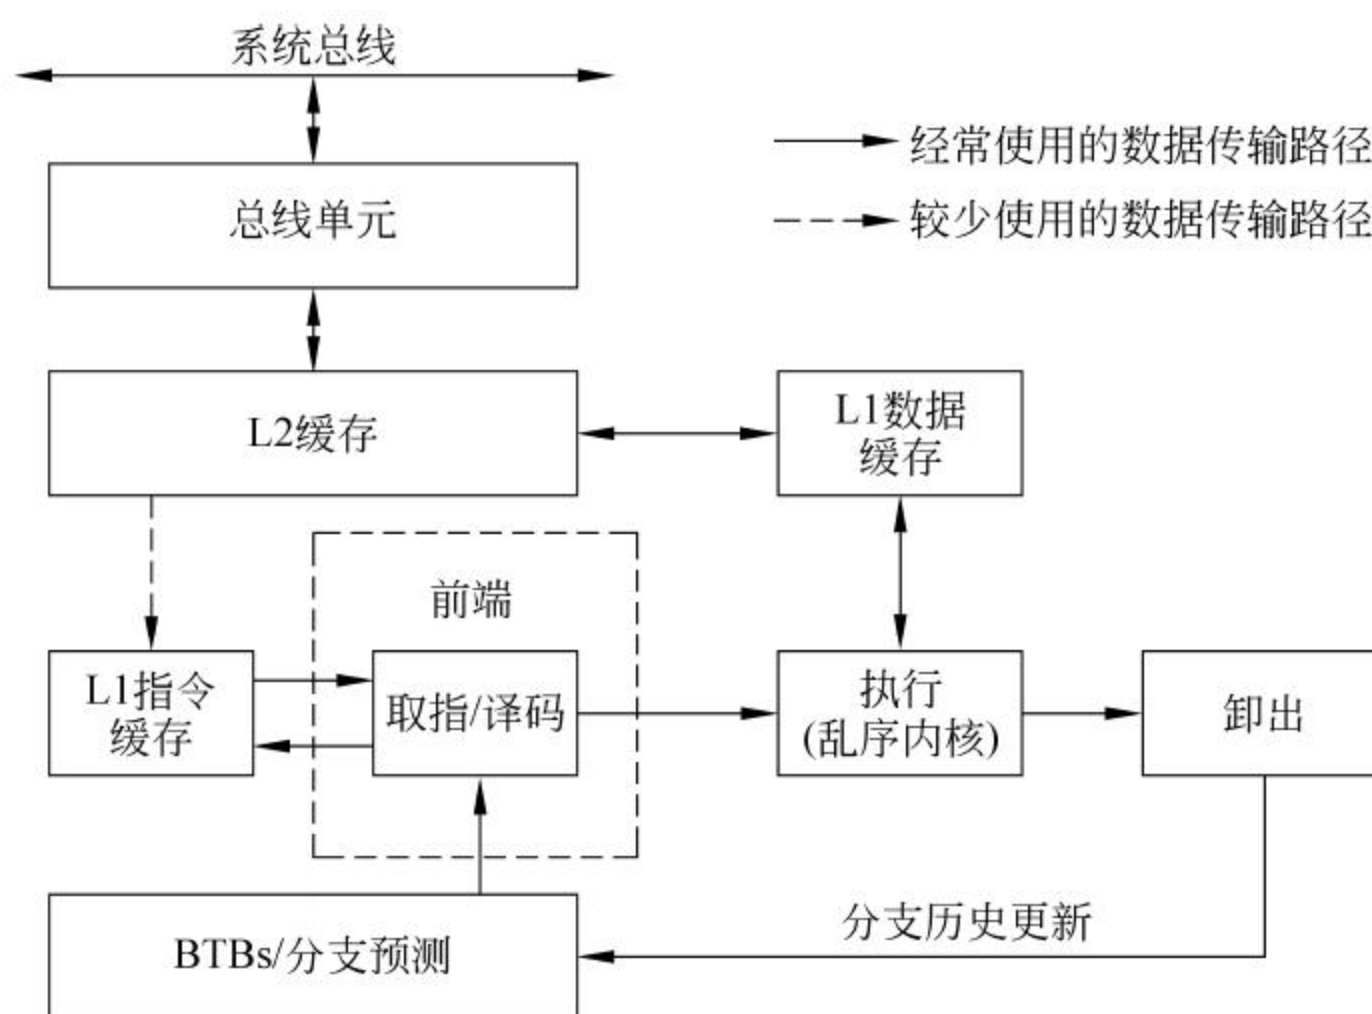 系统总线
经常使用的数据传输路径
总线单元
较少使用的数据传输路径
L2缓存
L1数据
缓存
前端
L1指令
缓存
取指/译码
执行
(乱序内核)
卸出
分支历史更新
BTBs/分支预测